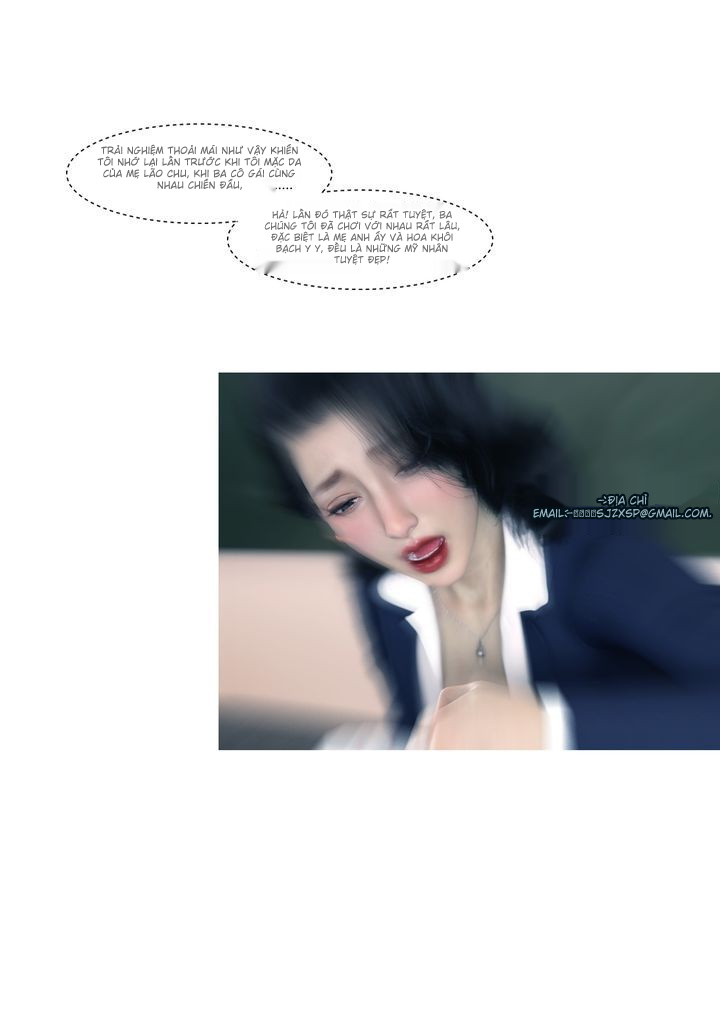 TRẢI NGHIỆM THOẢI MÁI NHƯ VẬY KHIẾN
TÔI NHỚ LẠI LẦN TRƯỚC KHI TÔI MẶC DA
CỦA MẸ LÃO CHU, KHI BA CÔ GÁI CÙNG
NHAU CHIẾN ĐẤU, .....
HÀ! LẦN ĐÓ THẬT SỰ RẤT TUYỆT, BA
CHÚNG TÔI ĐÃ CHƠI VỚI NHAU RẤT LÂU,
ĐẶC BIỆT LÀ MẸ ANH ẤY VÀ HOA KHÔI
BẠCH Y Y, ĐỀU LÀ NHỮNG MỸ NHÂN
TUYỆT ĐẸP!
->ĐỊA CHỈ
EMAIL:-SJZXSP@GMAIL.COM.